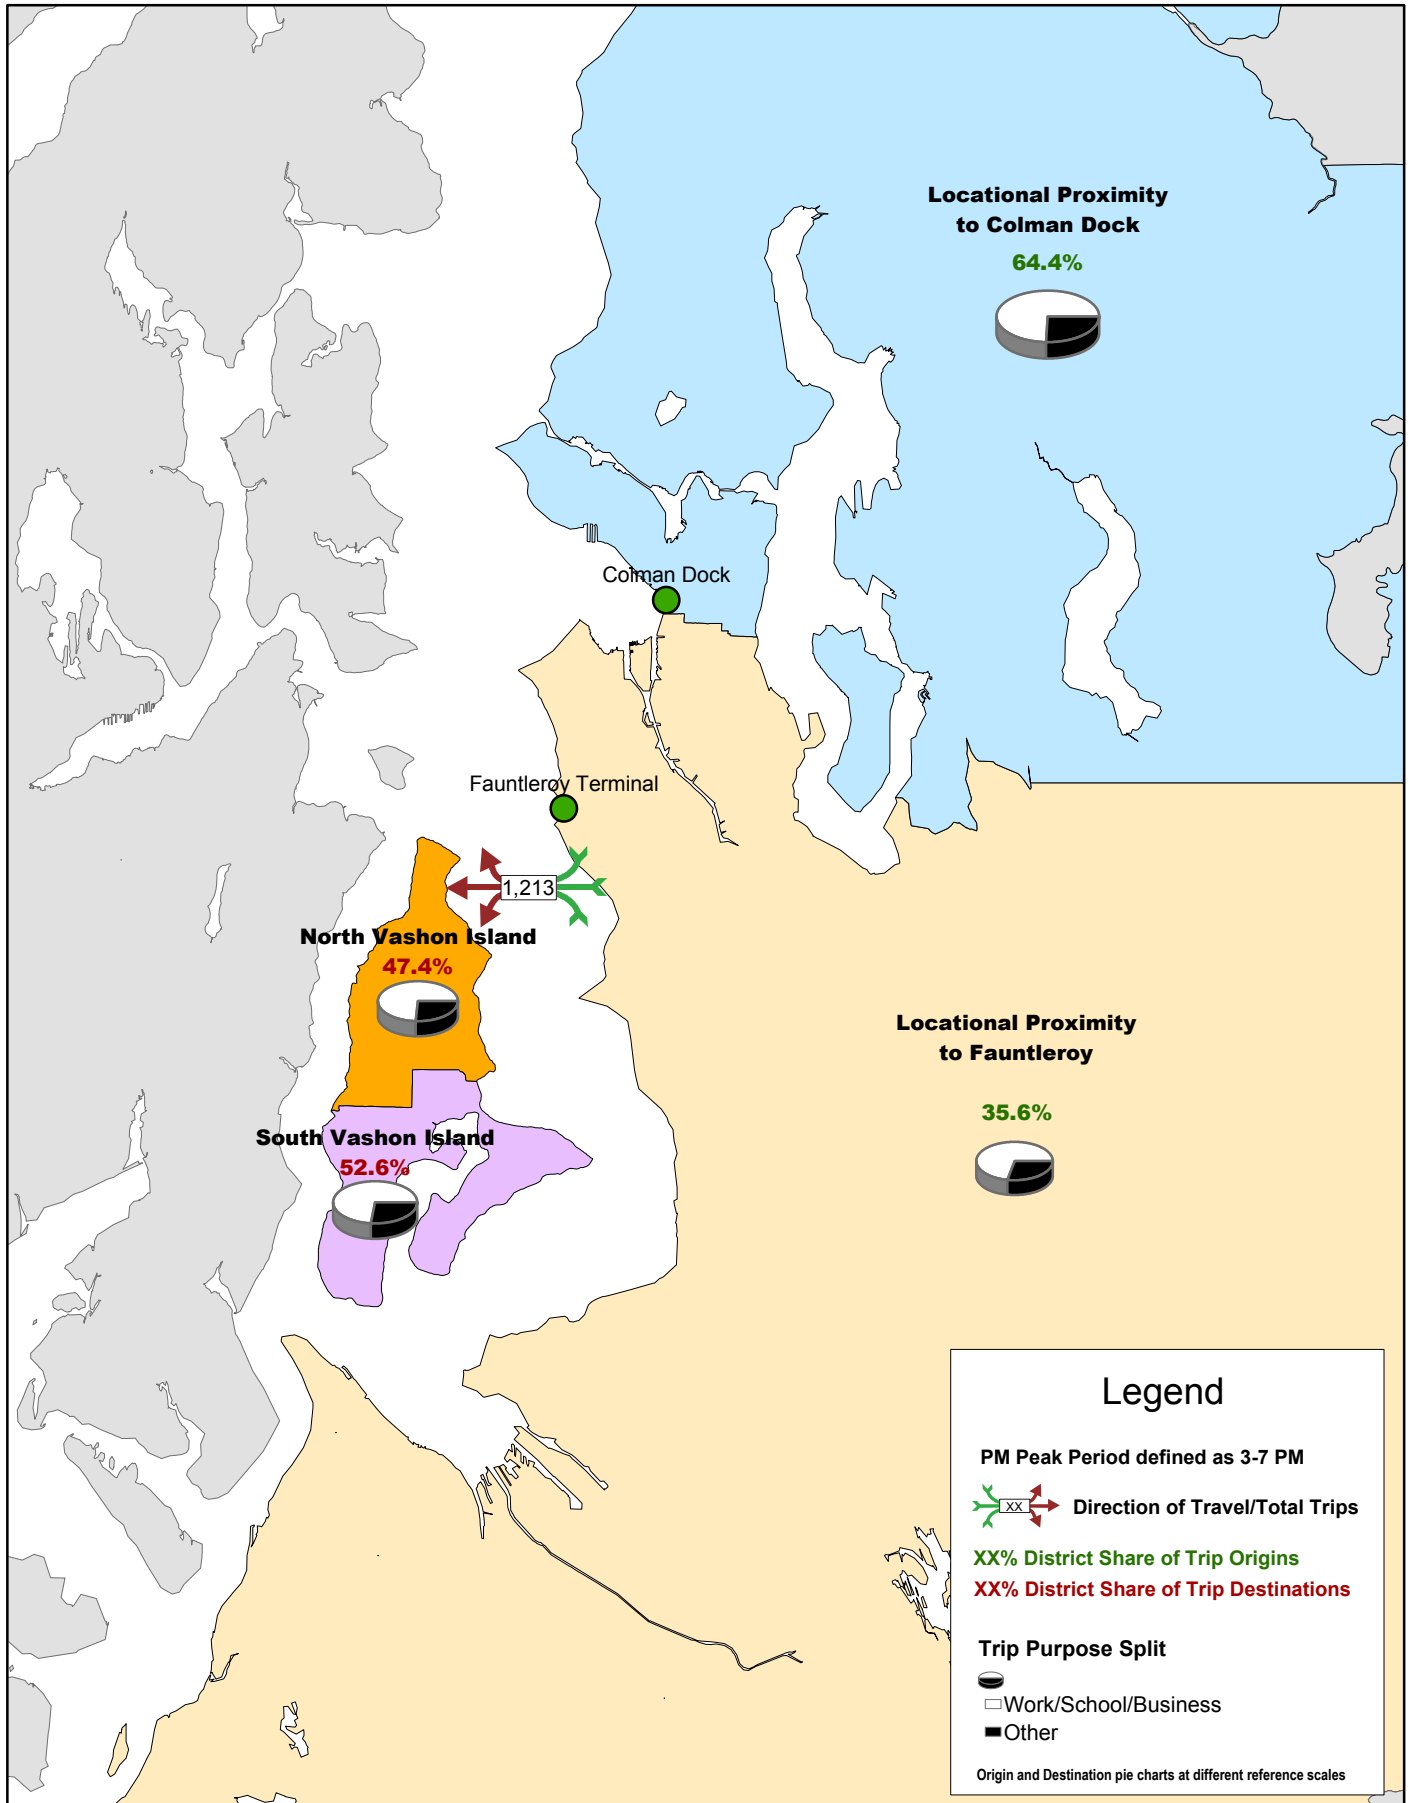 Locational Proximity
to Colman Dock
64.4%
Colman Dock
Fauntleroy Terminal
1,213
North Vashon Island
47.4%
Locational Proximity
to Fauntleroy
35.6%
South Vashon Island
52.6%
Legend
PM Peak Period defined as 3-7 PM
XX Direction of Travel/Total Trips
XX% District Share of Trip Origins
XX% District Share of Trip Destinations
Trip Purpose Split
Work/School/Business
Other
Origin and Destination pie charts at different reference scales